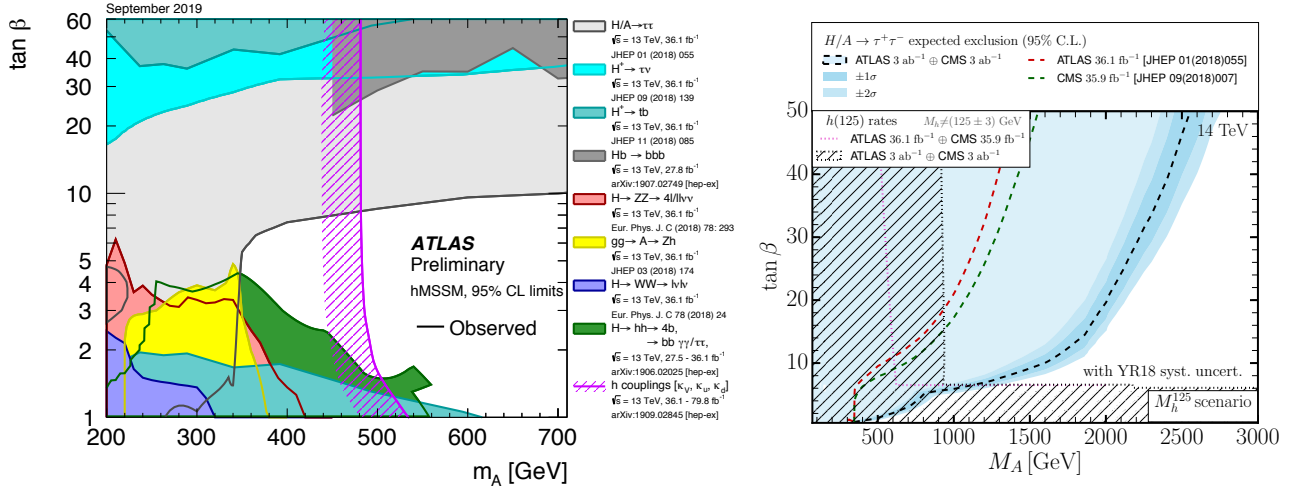 September 2019
tan β
60
40
30
20
10
5
4
3
2
1
200
300
400
500
600
700
m_A [GeV]
ATLAS
Preliminary
hMSSM, 95% CL limits
Observed
H/A→ττ
√s = 13 TeV, 36.1 fb⁻¹
JHEP 01 (2018) 055
H⁺→ τν
√s = 13 TeV, 36.1 fb⁻¹
JHEP 09 (2018) 139
H⁺→ tb
√s = 13 TeV, 36.1 fb⁻¹
JHEP 11 (2018) 085
Hb → bbb
√s = 13 TeV, 27.8 fb⁻¹
arXiv:1907.02749 [hep-ex]
H→ ZZ→ 4l/llνν
√s = 13 TeV, 36.1 fb⁻¹
Eur. Phys. J. C (2018) 78: 293
gg→ A→ Zh
√s = 13 TeV, 36.1 fb⁻¹
JHEP 03 (2018) 174
H→ WW→ lνlν
√s = 13 TeV, 36.1 fb⁻¹
Eur. Phys. J. C 78 (2018) 24
H→ hh→ 4b,
→ bb γγ/ττ,
√s = 13 TeV, 27.5 - 36.1 fb⁻¹
arXiv:1906.02025 [hep-ex]
h couplings [κ_V, κ_u, κ_d]
√s = 13 TeV, 36.1 - 79.8 fb⁻¹
arXiv:1909.02845 [hep-ex]
H/A → τ⁺τ⁻ expected exclusion (95% C.L.)
ATLAS 3 ab⁻¹ ⊕ CMS 3 ab⁻¹
±1σ
±2σ
ATLAS 36.1 fb⁻¹ [JHEP 01(2018)055]
CMS 35.9 fb⁻¹ [JHEP 09(2018)007]
h(125) rates M_h≠(125 ± 3) GeV
ATLAS 36.1 fb⁻¹ ⊕ CMS 35.9 fb⁻¹
ATLAS 3 ab⁻¹ ⊕ CMS 3 ab⁻¹
14 TeV
tan β
50
40
30
20
10
with YR18 syst. uncert.
M_h^125 scenario
500
1000
1500
2000
2500
3000
M_A [GeV]